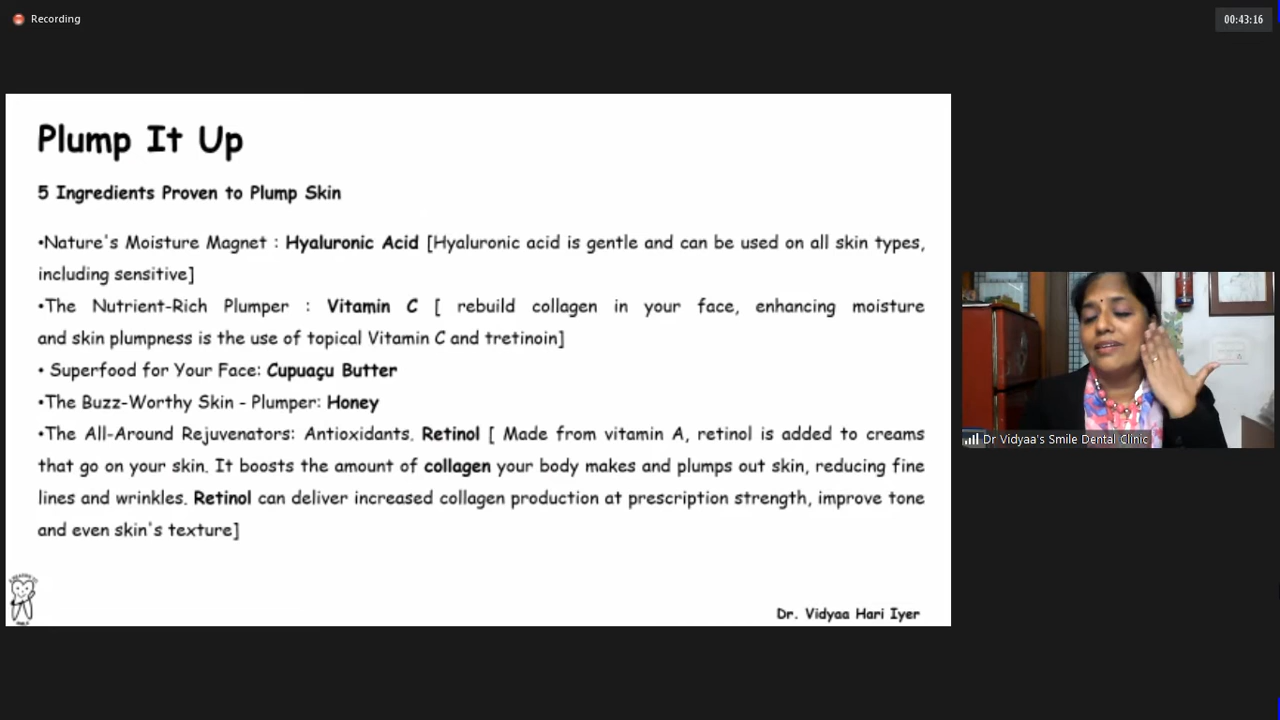 Recording
00:43:16
Plump It Up
5 Ingredients Proven to Plump Skin
•Nature's Moisture Magnet : Hyaluronic Acid [Hyaluronic acid is gentle and can be used on all skin types,
including sensitive]
•The Nutrient-Rich Plumper : Vitamin C [ rebuild collagen in your face, enhancing moisture
and skin plumpness is the use of topical Vitamin C and tretinoin]
• Superfood for Your Face: Cupuaçu Butter
•The Buzz-Worthy Skin - Plumper: Honey
•The All-Around Rejuvenators: Antioxidants. Retinol [ Made from vitamin A, retinol is added to creams
that go on your skin. It boosts the amount of collagen your body makes and plumps out skin, reducing fine
lines and wrinkles. Retinol can deliver increased collagen production at prescription strength, improve tone
and even skin's texture]
Dr. Vidyaa Hari Iyer
Dr Vidyaa's Smile Dental Clinic